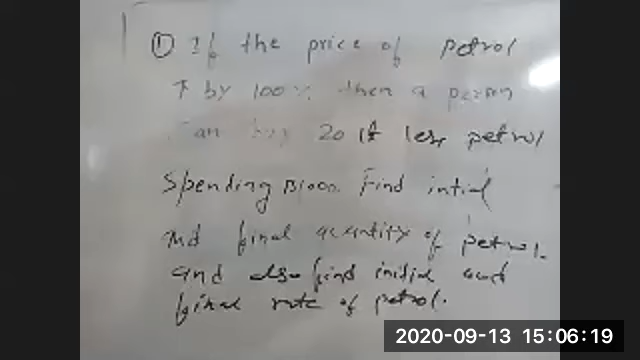 ① If the price of petrol
↑ by 100% then a person
can buy 20 lt less petrol
Spending Rs1000. Find intial
and final quantity of petrol.
and also find initial and
final rate of petrol.
2020-09-13 15:06:19